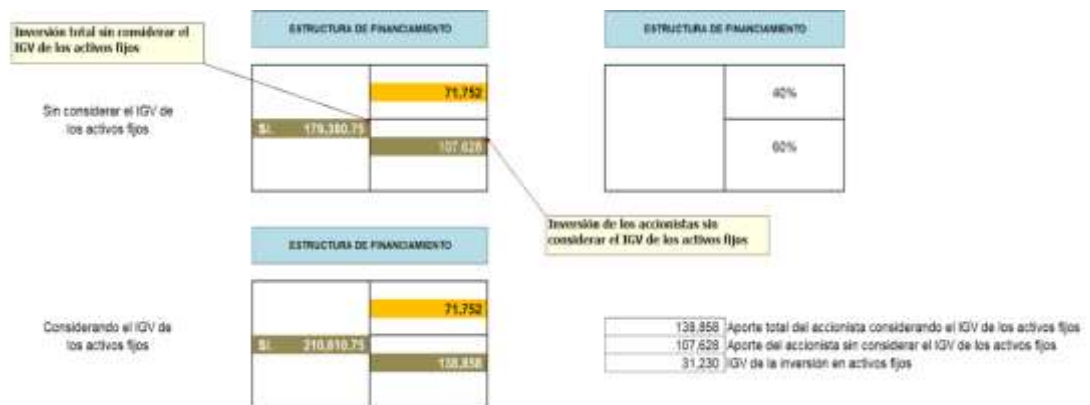 Inversión total sin considerar el
IGV de los activos fijos
ESTRUCTURA DE FINANCIAMIENTO
ESTRUCTURA DE FINANCIAMIENTO
Sin considerar el IGV de
los activos fijos
71,752
S/. 179,380.75
107,628
40%
60%
Inversión de los accionistas sin
considerar el IGV de los activos fijos
ESTRUCTURA DE FINANCIAMIENTO
Considerando el IGV de
los activos fijos
71,752
S/. 210,610.75
138,858
138,858 Aporte total del accionista considerando el IGV de los activos fijos
107,628 Aporte del accionista sin considerar el IGV de los activos fijos
31,230 IGV de la inversión en activos fijos